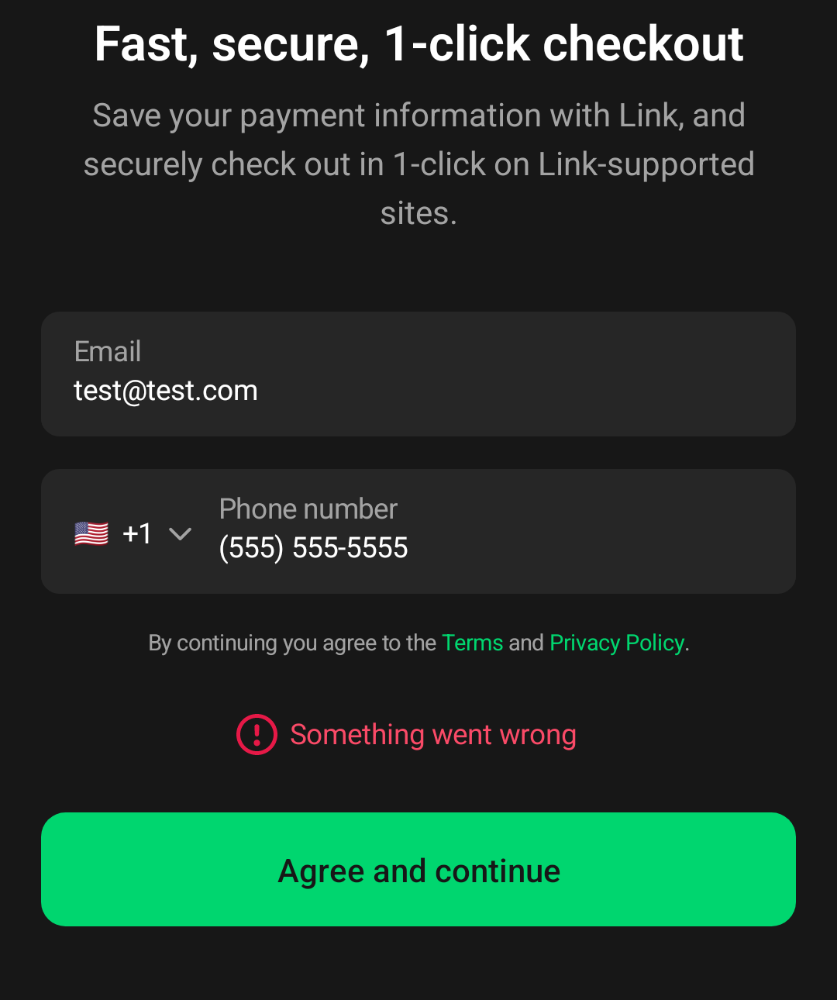 Fast, secure, 1-click checkout
Save your payment information with Link, and
securely check out in 1-click on Link-supported
sites.
Email
test@test.com
+1
Phone number
(555) 555-5555
By continuing you agree to the Terms and Privacy Policy.
Something went wrong
Agree and continue